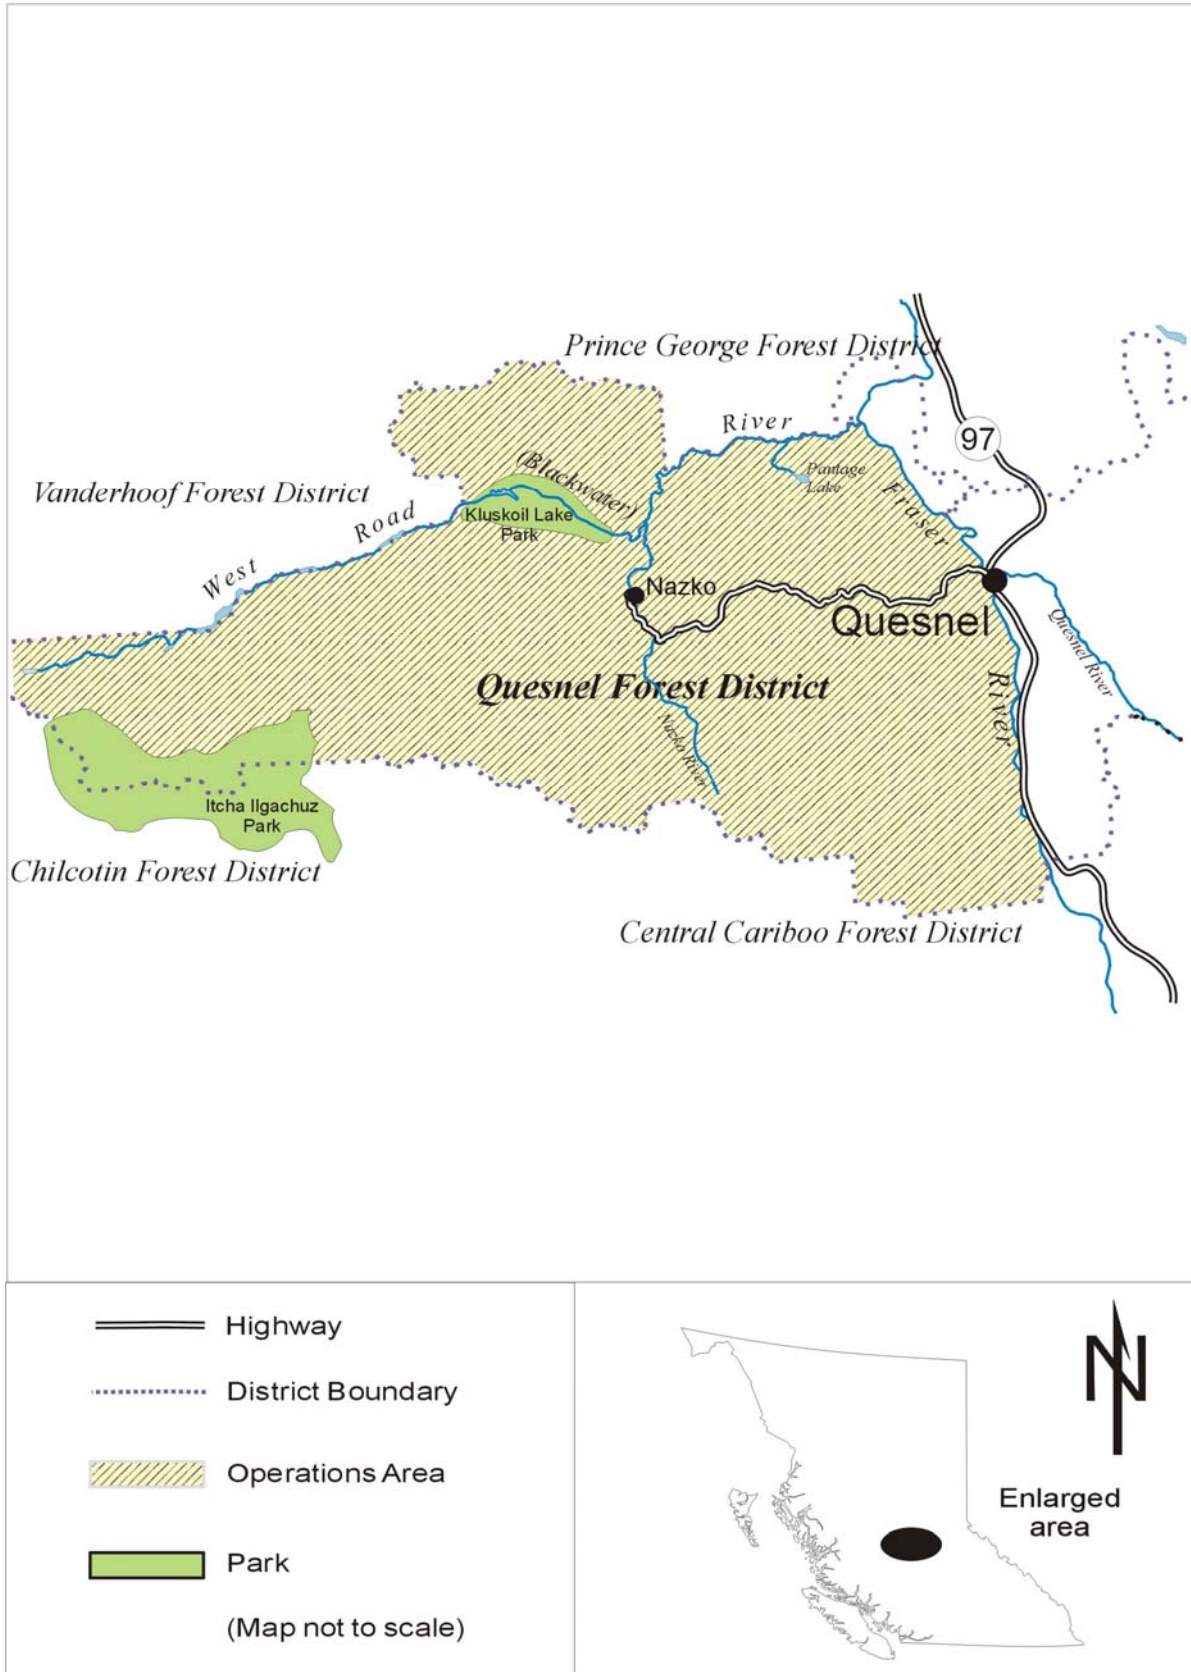 Prince George Forest District
River
97
(Blackwater)
Pantage
Lake
Vanderhoof Forest District
Road
Kluskoil Lake
Park
Fraser
West
Nazko
Quesnel
Quesnel River
Quesnel Forest District
River
Nazko River
Itcha Ilgachuz
Park
Chilcotin Forest District
Central Cariboo Forest District
Highway
District Boundary
Operations Area
Park
(Map not to scale)
N
Enlarged
area